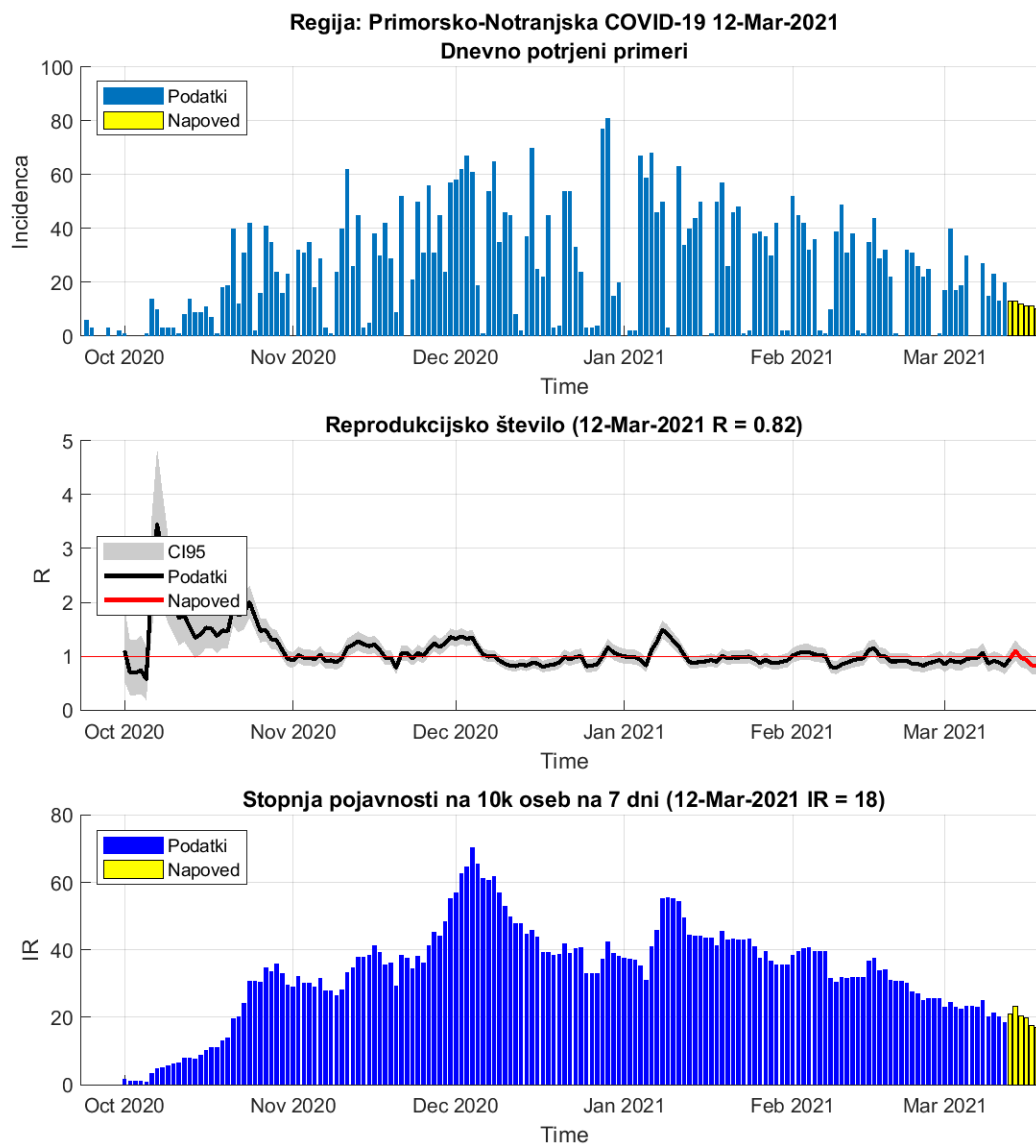 Regija: Primorsko-Notranjska COVID-19 12-Mar-2021
Dnevno potrjeni primeri
100
80
60
40
20
0
Incidenca
Podatki
Napoved
Oct 2020 Nov 2020 Dec 2020 Jan 2021 Feb 2021 Mar 2021
Time
Reprodukcijsko število (12-Mar-2021 R = 0.82)
5
4
3
2
1
0
R
CI95
Podatki
Napoved
Oct 2020 Nov 2020 Dec 2020 Jan 2021 Feb 2021 Mar 2021
Time
Stopnja pojavnosti na 10k oseb na 7 dni (12-Mar-2021 IR = 18)
80
60
40
20
0
IR
Podatki
Napoved
Oct 2020 Nov 2020 Dec 2020 Jan 2021 Feb 2021 Mar 2021
Time